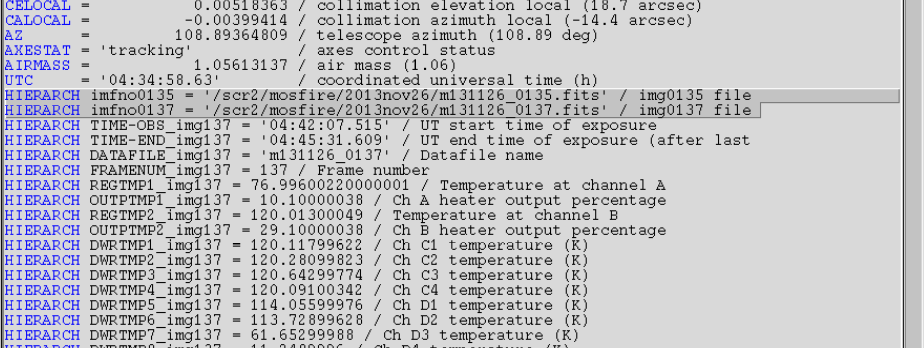 CELOCAL = 0.00518363 / collimation elevation local (18.7 arcsec)
CALOCAL = -0.00399414 / collimation azimuth local (-14.4 arcsec)
AZ = 108.89364809 / telescope azimuth (108.89 deg)
AXESTAT = 'tracking' / axes control status
AIRMASS = 1.05613137 / air mass (1.06)
UTC = '04:34:58.63' / coordinated universal time (h)
HIERARCH imfno0135 = '/scr2/mosfire/2013nov26/m131126_0135.fits' / img0135 file
HIERARCH imfno0137 = '/scr2/mosfire/2013nov26/m131126_0137.fits' / img0137 file
HIERARCH TIME-OBS_img137 = '04:42:07.515' / UT start time of exposure
HIERARCH TIME-END_img137 = '04:45:31.609' / UT end time of exposure (after last
HIERARCH DATAFILE_img137 = 'm131126_0137' / Datafile name
HIERARCH FRAMENUM_img137 = 137 / Frame number
HIERARCH REGTMP1_img137 = 76.99600220000001 / Temperature at channel A
HIERARCH OUTPTMP1_img137 = 10.10000038 / Ch A heater output percentage
HIERARCH REGTMP2_img137 = 120.01300049 / Temperature at channel B
HIERARCH OUTPTMP2_img137 = 29.10000038 / Ch B heater output percentage
HIERARCH DWRTMP1_img137 = 120.11799622 / Ch C1 temperature (K)
HIERARCH DWRTMP2_img137 = 120.28099823 / Ch C2 temperature (K)
HIERARCH DWRTMP3_img137 = 120.64299774 / Ch C3 temperature (K)
HIERARCH DWRTMP4_img137 = 120.09100342 / Ch C4 temperature (K)
HIERARCH DWRTMP5_img137 = 114.05599976 / Ch D1 temperature (K)
HIERARCH DWRTMP6_img137 = 113.72899628 / Ch D2 temperature (K)
HIERARCH DWRTMP7_img137 = 61.65299988 / Ch D3 temperature (K)